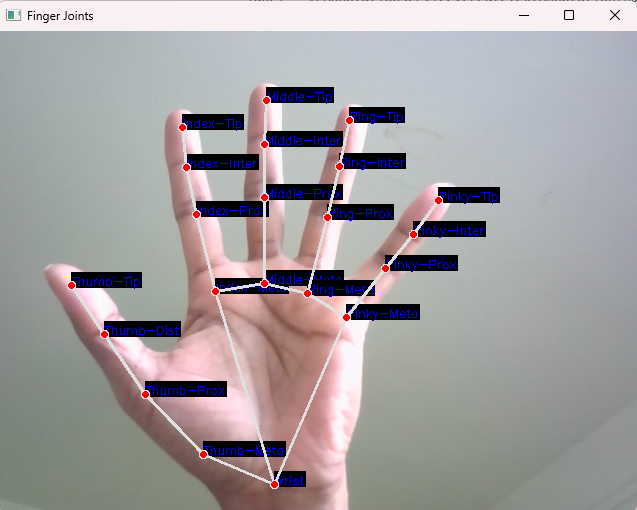 Finger Joints
Middle-Tip
Index-Tip
Ring-Tip
Middle-Inter
Index-Inter
Ring-Inter
Middle-Prox
Pinky-Tip
Index-Prox
Ring-Prox
Pinky-Inter
Pinky-Prox
Thumb-Tip
Middle-Meta
Ring-Meta
Pinky-Meta
Thumb-Dist
Thumb-Prox
Thumb-Meta
Wrist